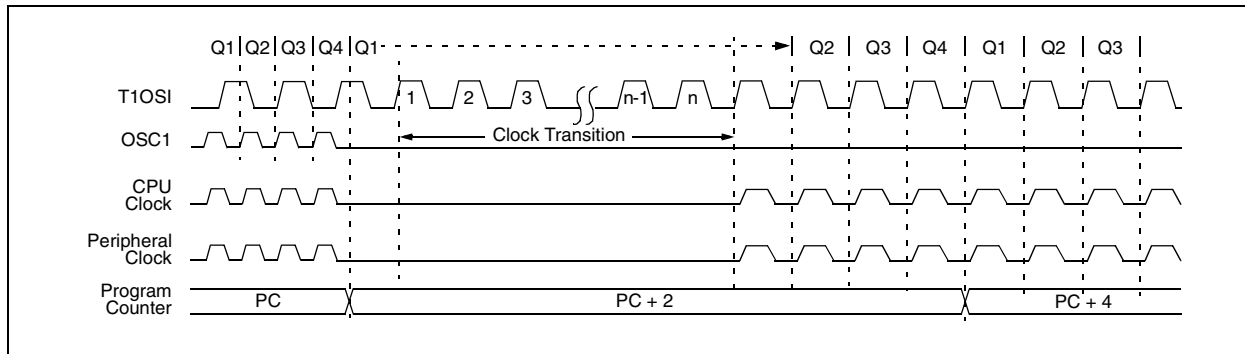 Q1 Q2 Q3 Q4 Q1 Q2 Q3 Q4 Q1 Q2 Q3
T1OSI 1 2 3 n-1 n
Clock Transition
OSC1
CPU
Clock
Peripheral
Clock
Program
Counter
PC PC + 2 PC + 4